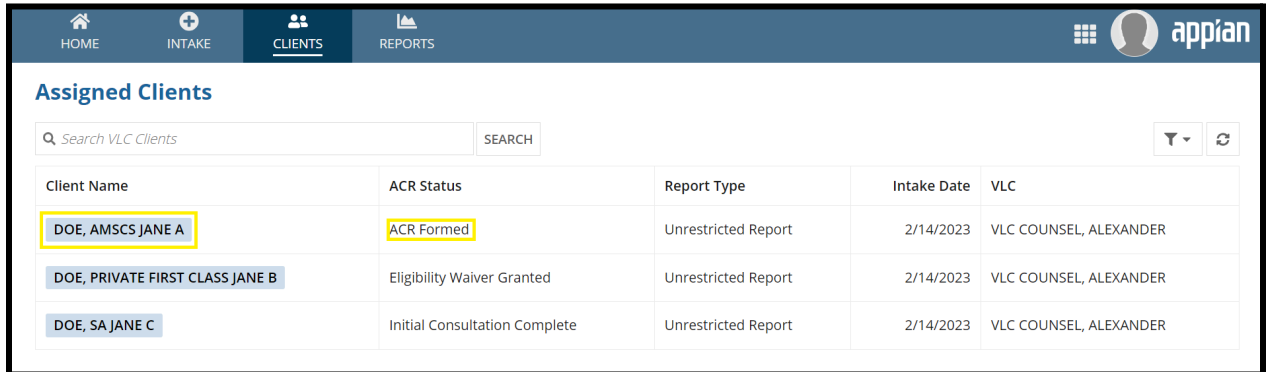 HOME INTAKE CLIENTS REPORTS appian
Assigned Clients
Search VLC Clients SEARCH
Client Name ACR Status Report Type Intake Date VLC
DOE, AMSCS JANE A ACR Formed Unrestricted Report 2/14/2023 VLC COUNSEL, ALEXANDER
DOE, PRIVATE FIRST CLASS JANE B Eligibility Waiver Granted Unrestricted Report 2/14/2023 VLC COUNSEL, ALEXANDER
DOE, SA JANE C Initial Consultation Complete Unrestricted Report 2/14/2023 VLC COUNSEL, ALEXANDER